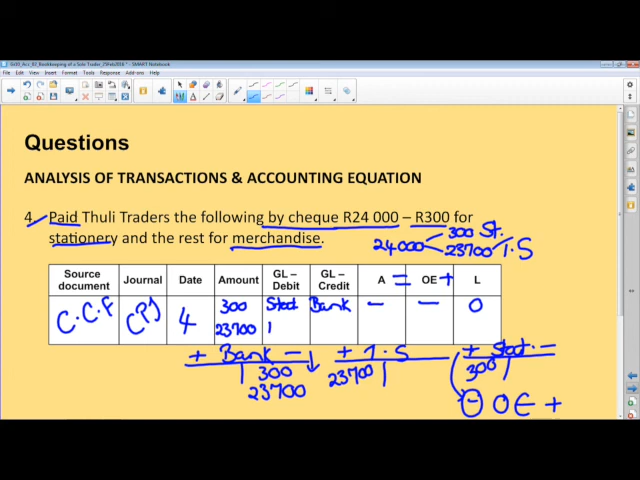 Gr10_Acc_02_Bookkeeping of a Sole Trader_25Feb2014 * - SMART Notebook
File Edit View Insert Format Tools Response Add-ons Help
Questions
ANALYSIS OF TRANSACTIONS & ACCOUNTING EQUATION
4. Paid Thuli Traders the following by cheque R24 000 – R300 for
stationery and the rest for merchandise.
24000 300 St.
23700 T.S
Source document Journal Date Amount GL – Debit GL – Credit A = OE + L
C.C.F CPJ 4 300 Stat Bank – – 0
23700 T
+ Bank – + T.S + Stat. –
300 23700 300
23700
– OE +